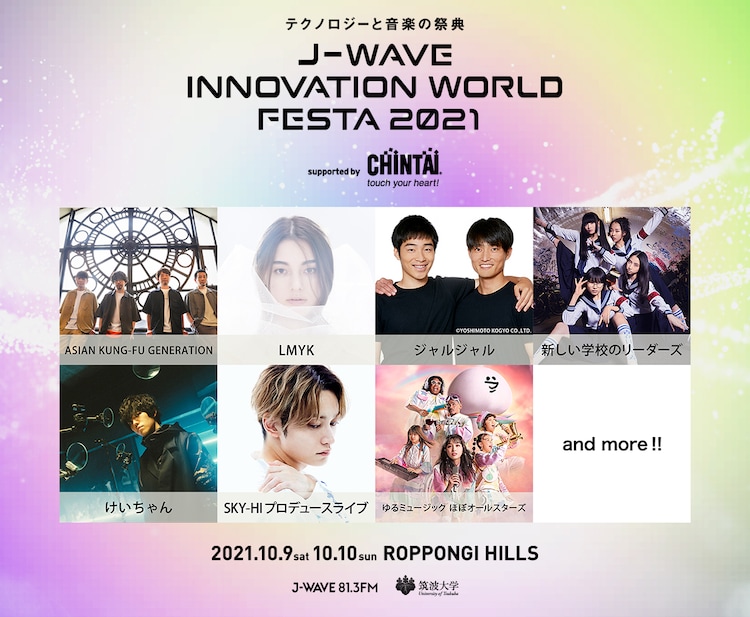 テクノロジーと音楽の祭典
J-WAVE
INNOVATION WORLD
FESTA 2021
supported by CHINTAI
touch your heart!
©YOSHIMOTO KOGYO CO.,LTD.
ASIAN KUNG-FU GENERATION
LMYK
ジャルジャル
新しい学校のリーダーズ
ラ
けいちゃん
SKY-HIプロデュースライブ
ゆるミュージック ほぼオールスターズ
and more!!
2021.10.9sat 10.10sun ROPPONGI HILLS
J-WAVE 81.3FM
筑波大学
University of Tsukuba